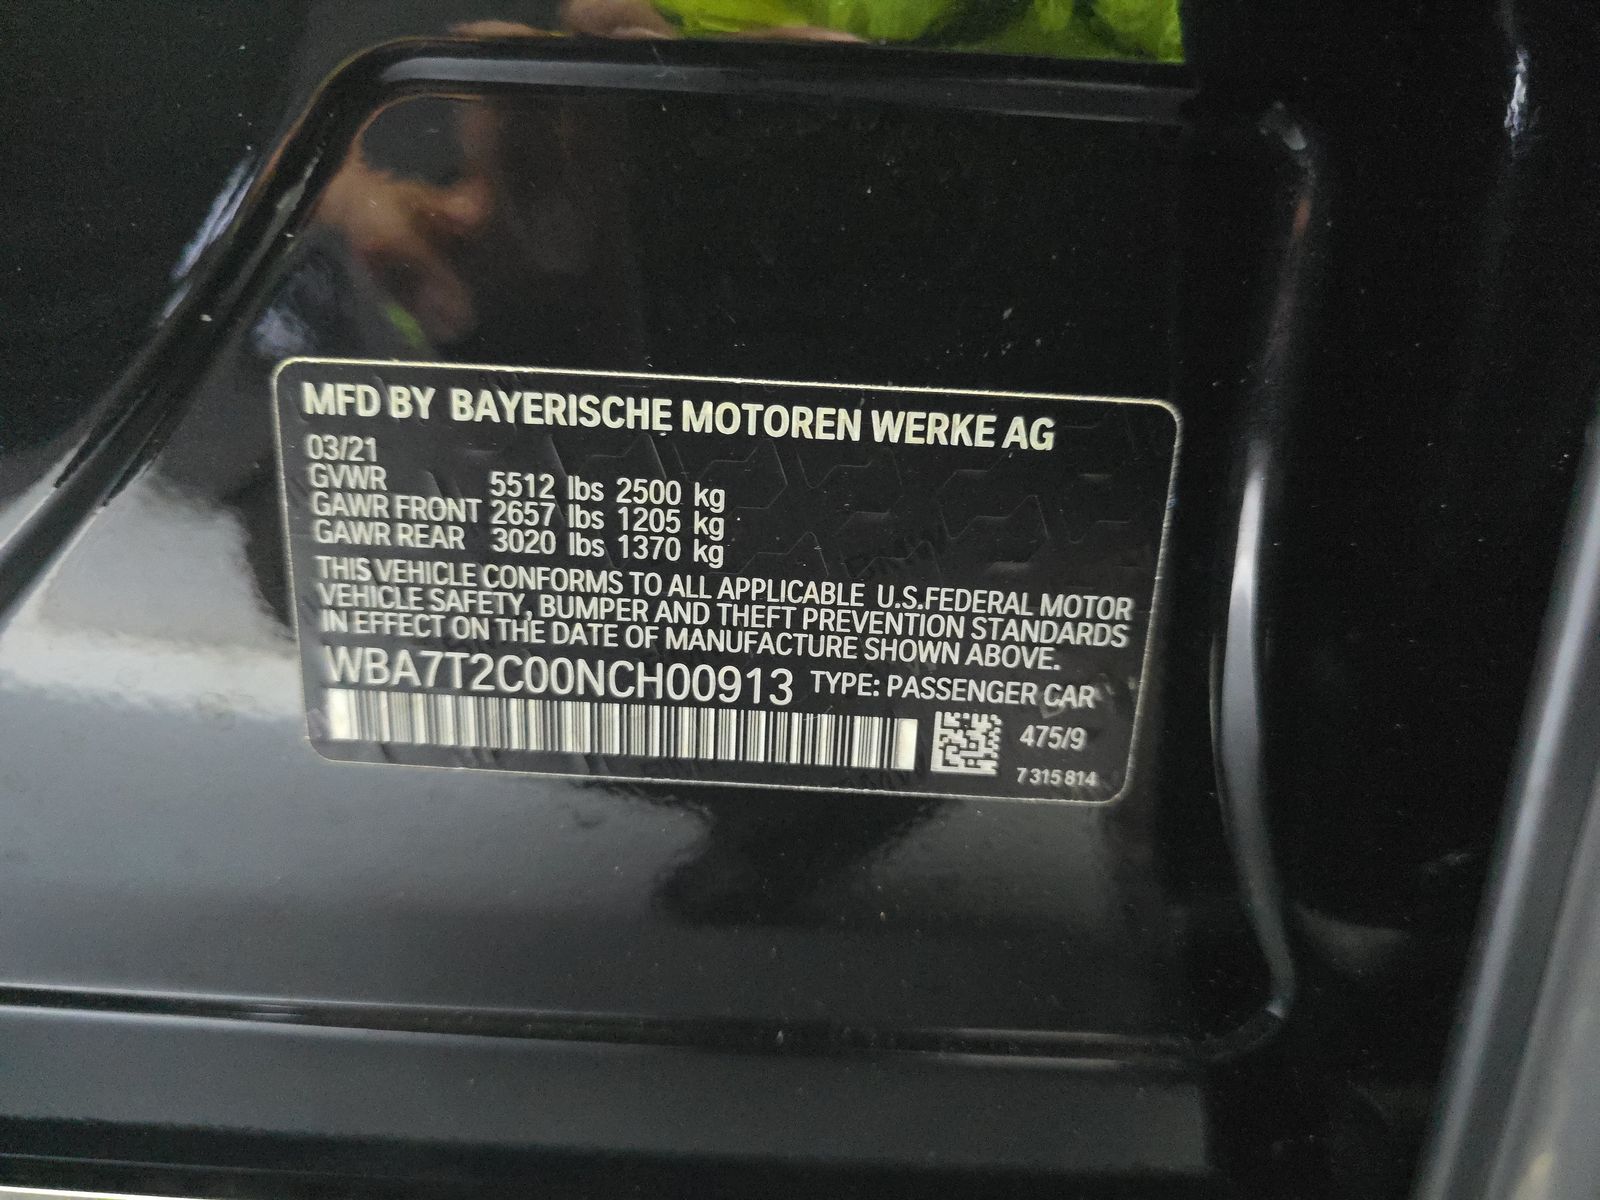 MFD BY BAYERISCHE MOTOREN WERKE AG
03/21
GVWR 5512 lbs 2500 kg
GAWR FRONT 2657 lbs 1205 kg
GAWR REAR 3020 lbs 1370 kg
THIS VEHICLE CONFORMS TO ALL APPLICABLE U.S.FEDERAL MOTOR
VEHICLE SAFETY, BUMPER AND THEFT PREVENTION STANDARDS
IN EFFECT ON THE DATE OF MANUFACTURE SHOWN ABOVE.
WBA7T2C00NCH00913 TYPE: PASSENGER CAR
475/9
7 315 814